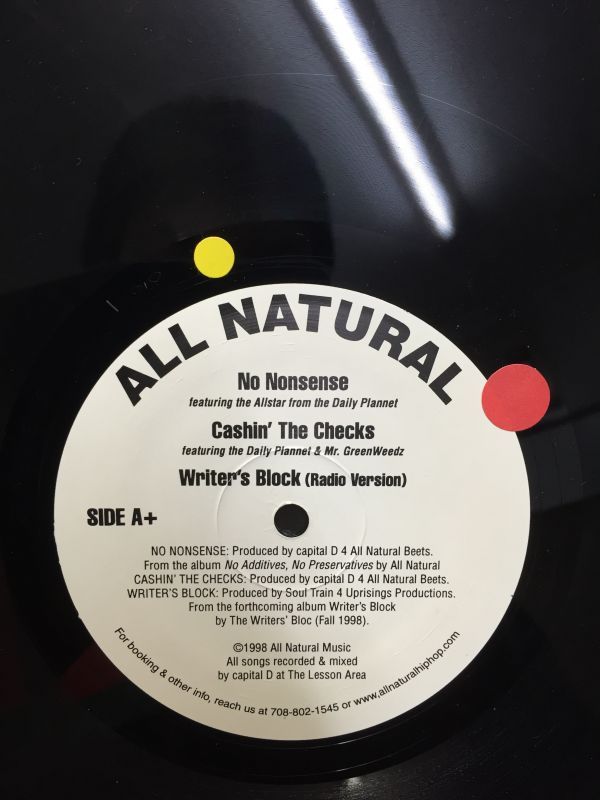 ALL NATURAL
No Nonsense
featuring the Allstar from the Daily Plannet
Cashin' The Checks
featuring the Daily Plannet & Mr. GreenWeedz
Writer's Block (Radio Version)
SIDE A+
NO NONSENSE: Produced by capital D 4 All Natural Beets.
From the album No Additives, No Preservatives by All Natural
CASHIN' THE CHECKS: Produced by capital D 4 All Natural Beets.
WRITER'S BLOCK: Produced by Soul Train 4 Uprisings Productions.
From the forthcoming album Writer's Block
by The Writers' Bloc (Fall 1998).
©1998 All Natural Music
All songs recorded & mixed
by capital D at The Lesson Area
For booking & other info, reach us at 708-802-1545 or www.allnaturalhiphop.com